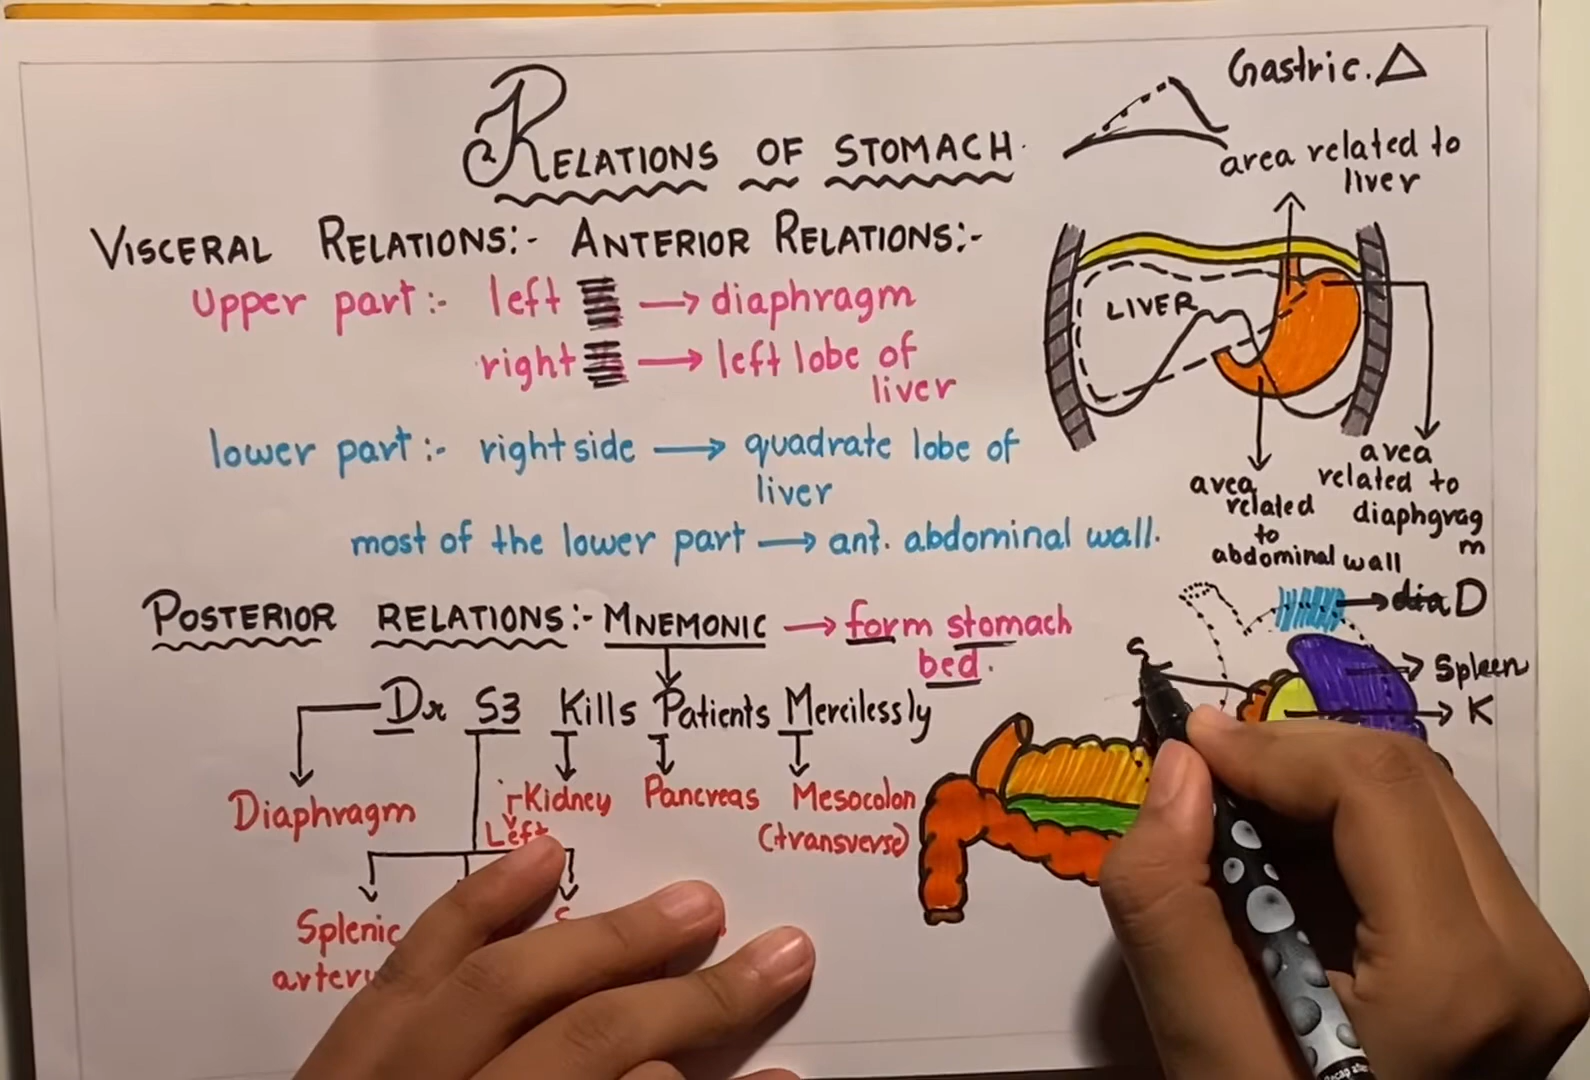 Gastric. △
RELATIONS OF STOMACH.
area related to
liver
VISCERAL RELATIONS:- ANTERIOR RELATIONS:-
Upper part:- left → diaphragm
right → left lobe of
liver
LIVER
lower part:- right side → quadrate lobe of
liver
most of the lower part → ant. abdominal wall.
area
related
to
abdominal wall
area
related to
diaphgrag
m
POSTERIOR RELATIONS:- MNEMONIC → form stomach
bed.
Dr S3 Kills Patients Mercilessly
Diaphragm
Kidney
Left
Pancreas
Mesocolon
(transverse)
Splenic
artery
S
D
Spleen
K
S